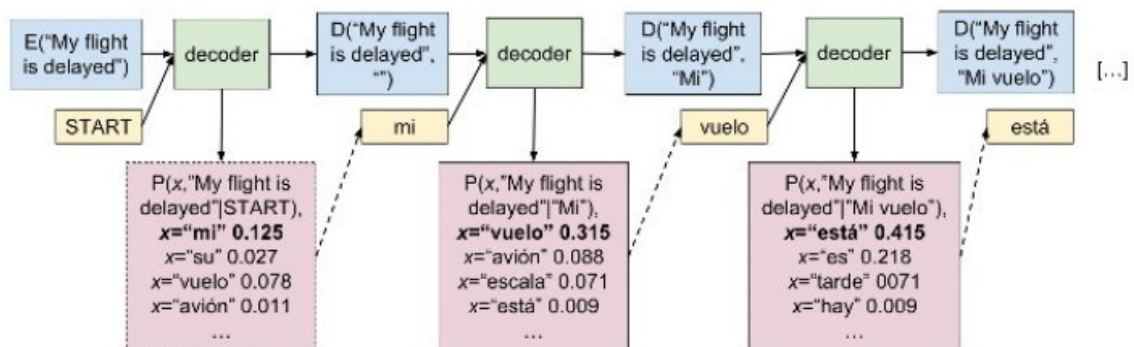 E("My flight
is delayed")
decoder
D("My flight
is delayed",
"")
decoder
D("My flight
is delayed",
"Mi")
decoder
D("My flight
is delayed",
"Mi vuelo")
[...]
START
mi
vuelo
está
P(x,"My flight is
delayed"|START),
x="mi" 0.125
x="su" 0.027
x="vuelo" 0.078
x="avión" 0.011
...
P(x,"My flight is
delayed"|"Mi"),
x="vuelo" 0.315
x="avión" 0.088
x="escala" 0.071
x="está" 0.009
...
P(x,"My flight is
delayed"|"Mi vuelo"),
x="está" 0.415
x="es" 0.218
x="tarde" 0071
x="hay" 0.009
...